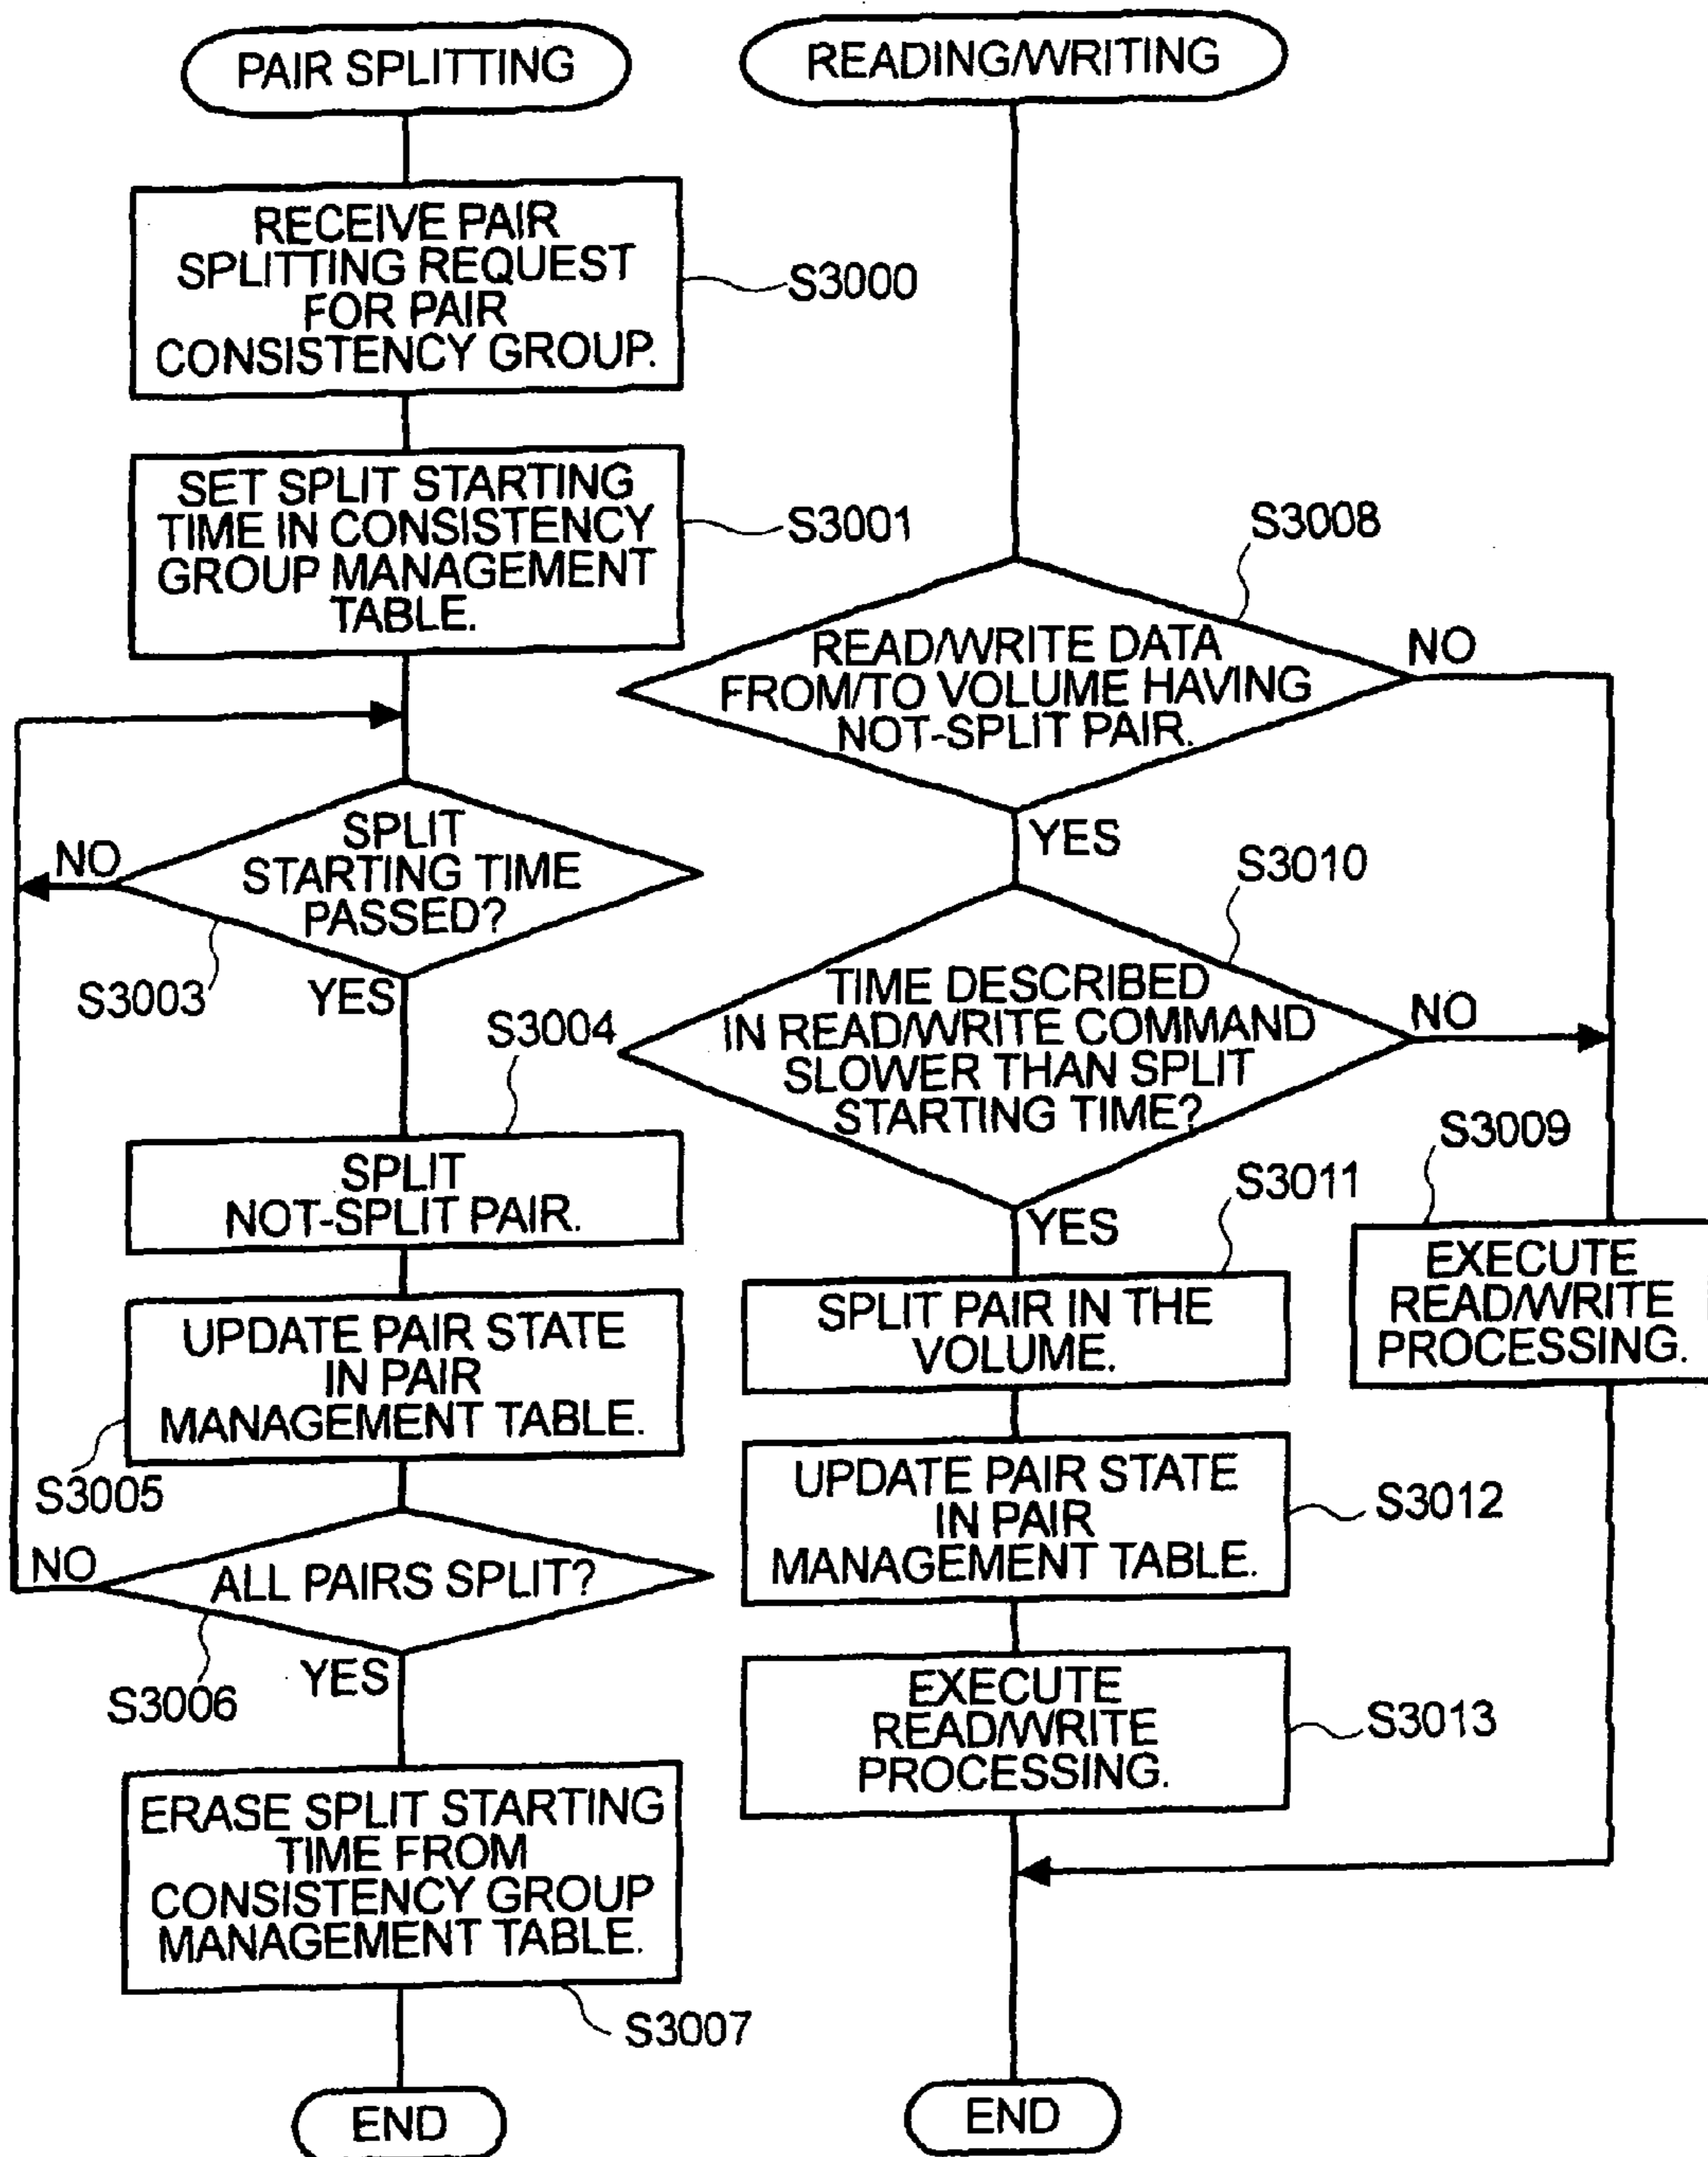 PAIR SPLITTING
RECEIVE PAIR
SPLITTING REQUEST
FOR PAIR
CONSISTENCY GROUP.
S3000
SET SPLIT STARTING
TIME IN CONSISTENCY
GROUP MANAGEMENT
TABLE.
S3001
SPLIT
STARTING TIME
PASSED?
NO
S3003
YES
S3004
SPLIT
NOT-SPLIT PAIR.
UPDATE PAIR STATE
IN PAIR
MANAGEMENT TABLE.
S3005
NO
ALL PAIRS SPLIT?
S3006
YES
ERASE SPLIT STARTING
TIME FROM
CONSISTENCY GROUP
MANAGEMENT TABLE.
S3007
END
READING/WRITING
S3008
READ/WRITE DATA
FROM/TO VOLUME HAVING
NOT-SPLIT PAIR.
NO
YES
S3010
TIME DESCRIBED
IN READ/WRITE COMMAND
SLOWER THAN SPLIT
STARTING TIME?
NO
YES
S3009
EXECUTE
READ/WRITE
PROCESSING.
S3011
SPLIT PAIR IN THE
VOLUME.
UPDATE PAIR STATE
IN PAIR
MANAGEMENT TABLE.
S3012
EXECUTE
READ/WRITE
PROCESSING.
S3013
END